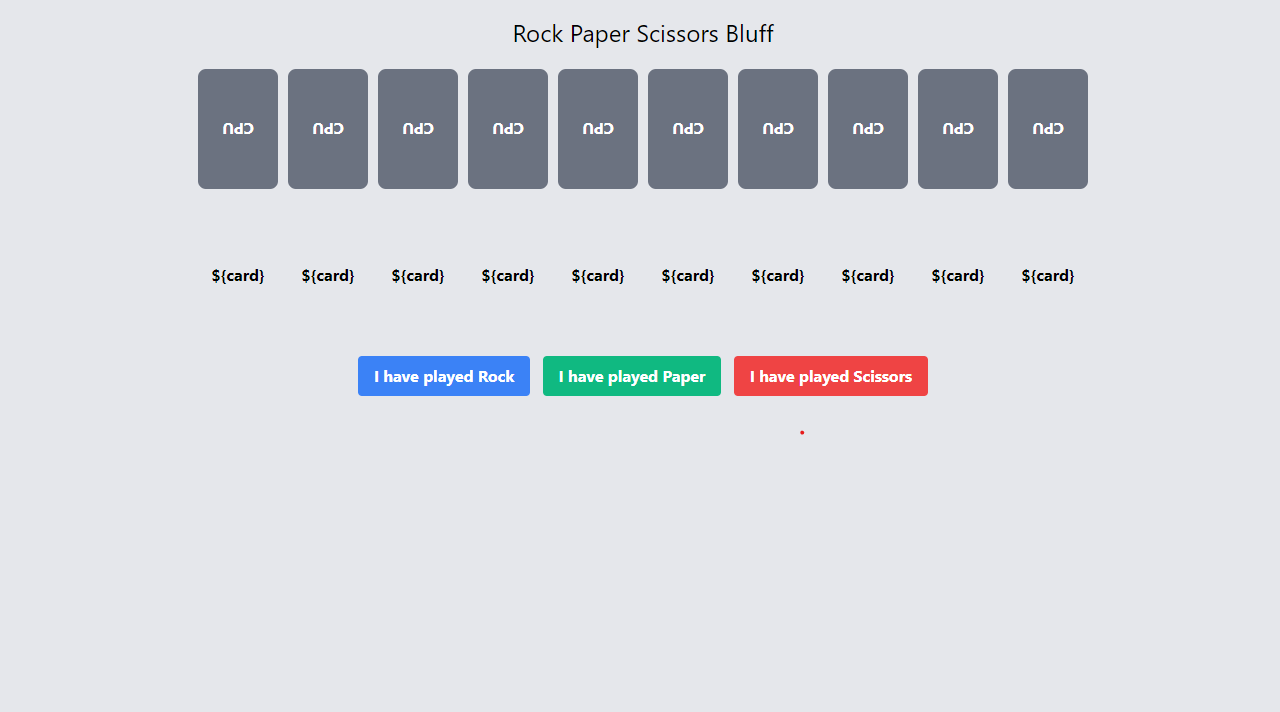 Rock Paper Scissors Bluff
CPU CPU CPU CPU CPU CPU CPU CPU CPU CPU
${card} ${card} ${card} ${card} ${card} ${card} ${card} ${card} ${card} ${card}
I have played Rock I have played Paper I have played Scissors